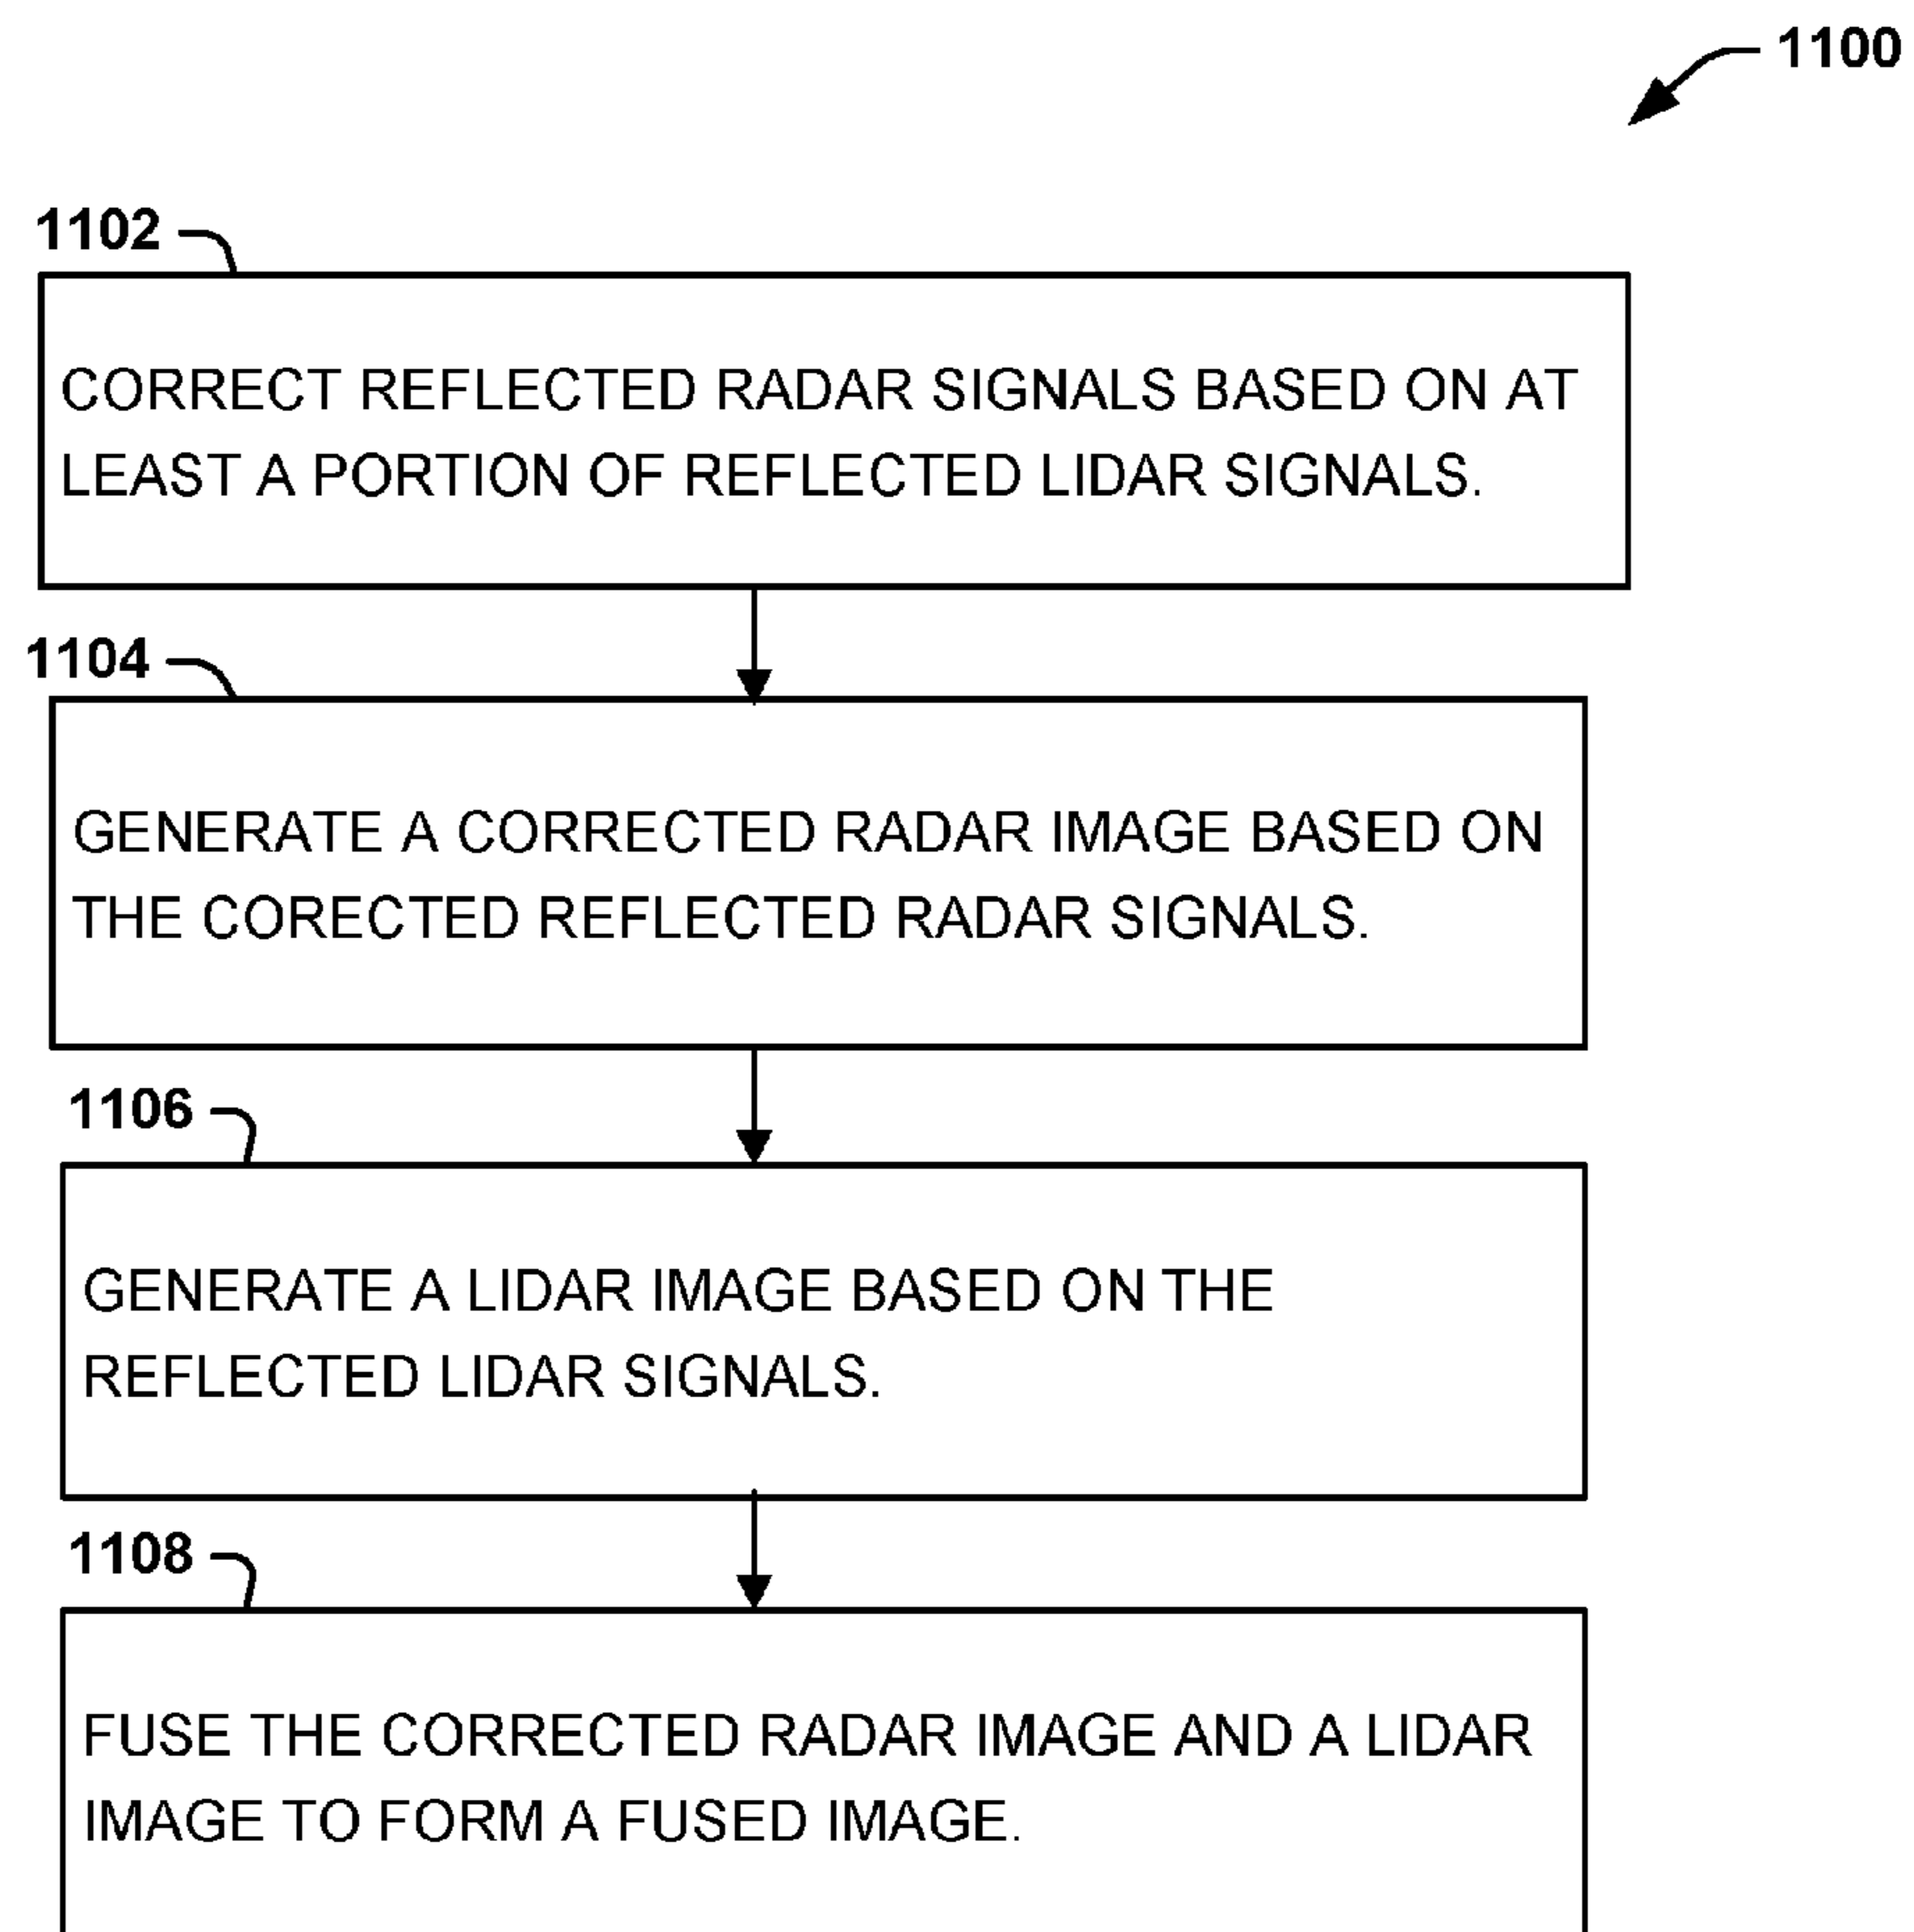 1100
1102
CORRECT REFLECTED RADAR SIGNALS BASED ON AT
LEAST A PORTION OF REFLECTED LIDAR SIGNALS.
1104
GENERATE A CORRECTED RADAR IMAGE BASED ON
THE CORECTED REFLECTED RADAR SIGNALS.
1106
GENERATE A LIDAR IMAGE BASED ON THE
REFLECTED LIDAR SIGNALS.
1108
FUSE THE CORRECTED RADAR IMAGE AND A LIDAR
IMAGE TO FORM A FUSED IMAGE.